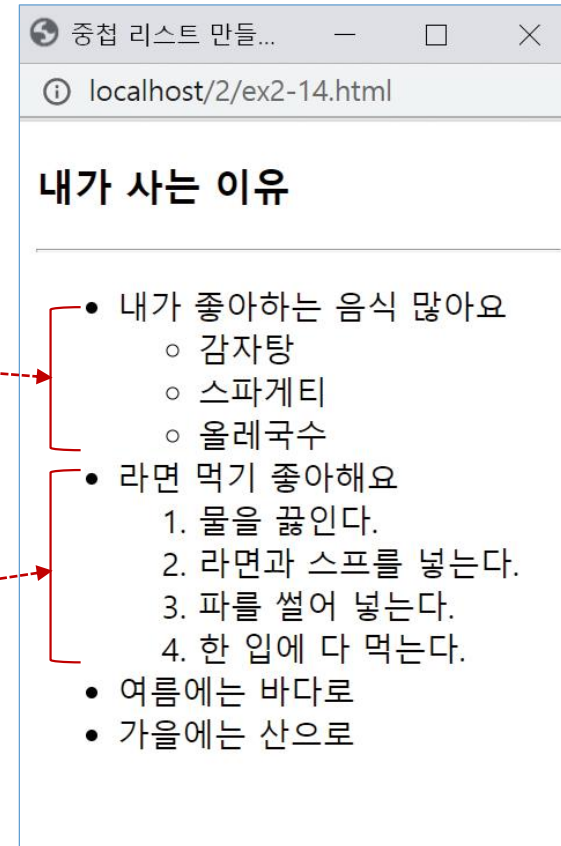 중첩 리스트 만들...
localhost/2/ex2-14.html
내가 사는 이유
• 내가 좋아하는 음식 많아요
◦ 감자탕
◦ 스파게티
◦ 올레국수
• 라면 먹기 좋아해요
1. 물을 끓인다.
2. 라면과 스프를 넣는다.
3. 파를 썰어 넣는다.
4. 한 입에 다 먹는다.
• 여름에는 바다로
• 가을에는 산으로